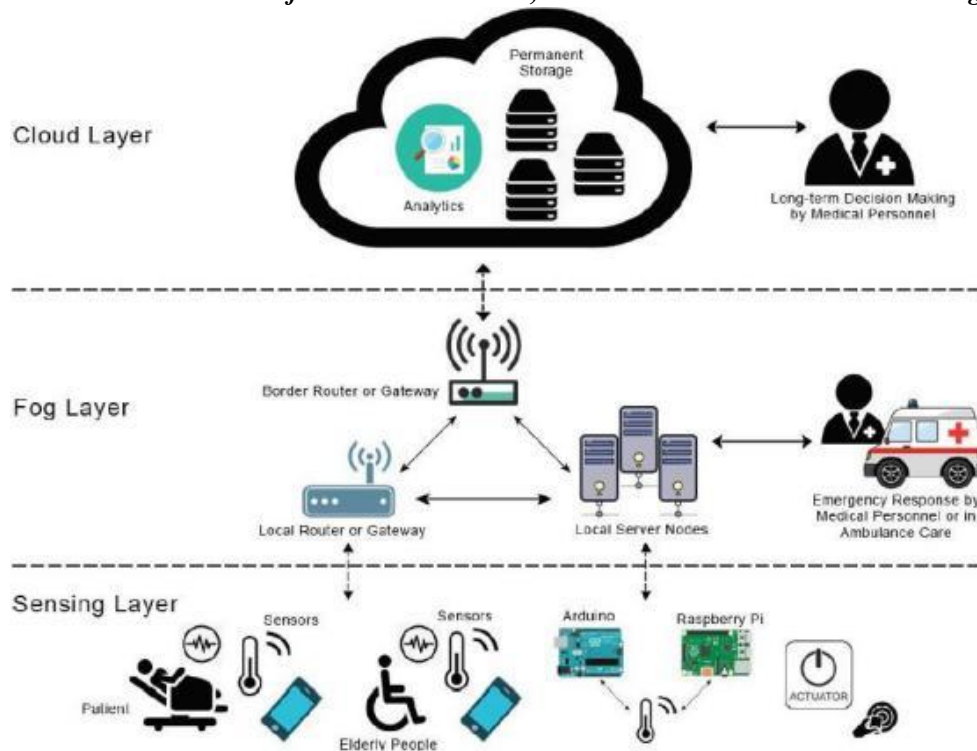 Permanent
Storage
Cloud Layer
Analytics
Long-term Decision Making
by Medical Personnel
Border Router or Gateway
Fog Layer
Local Router or Gateway
Local Server Nodes
Emergency Response by
Medical Personnel or in
Ambulance Care
Sensing Layer
Sensors
Sensors
Arduino
Raspberry Pi
ACTUATOR
Patient
Elderly People